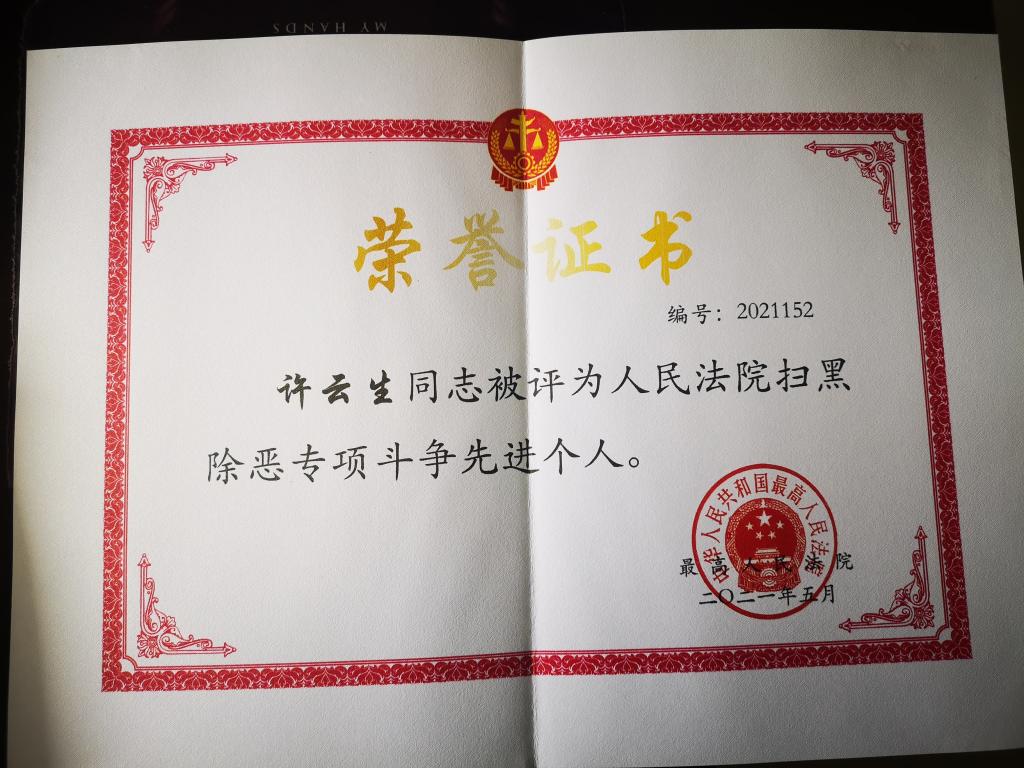 MY HANDS
荣誉证书
编号：2021152
许云生同志被评为人民法院扫黑
除恶专项斗争先进个人。
中华人民共和国最高人民法院
最高人民法院
二〇二一年五月